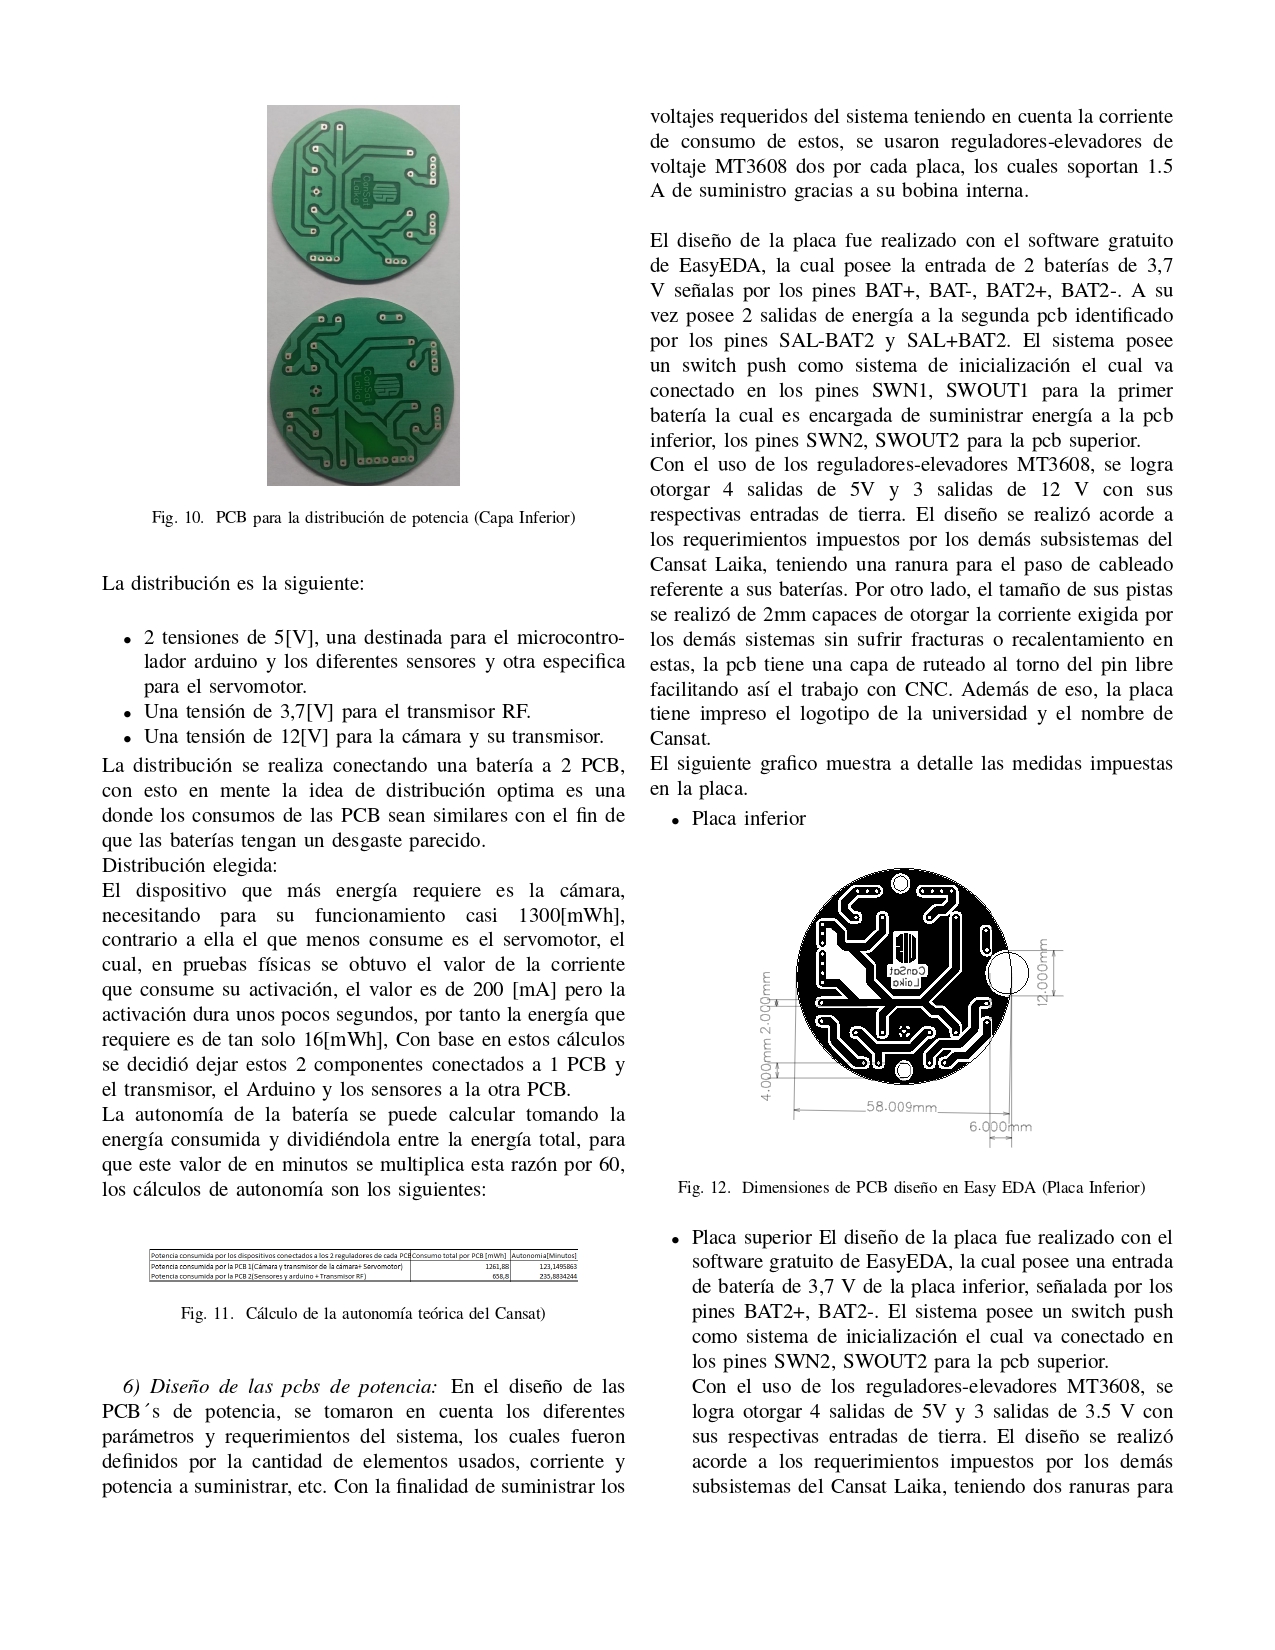 CanSat
Laika
CanSat
Laika
Fig. 10. PCB para la distribución de potencia (Capa Inferior)
La distribución es la siguiente:
• 2 tensiones de 5[V], una destinada para el microcontro-
lador arduino y los diferentes sensores y otra especifica
para el servomotor.
• Una tensión de 3,7[V] para el transmisor RF.
• Una tensión de 12[V] para la cámara y su transmisor.
La distribución se realiza conectando una batería a 2 PCB,
con esto en mente la idea de distribución optima es una
donde los consumos de las PCB sean similares con el fin de
que las baterías tengan un desgaste parecido.
Distribución elegida:
El dispositivo que más energía requiere es la cámara,
necesitando para su funcionamiento casi 1300[mWh],
contrario a ella el que menos consume es el servomotor, el
cual, en pruebas físicas se obtuvo el valor de la corriente
que consume su activación, el valor es de 200 [mA] pero la
activación dura unos pocos segundos, por tanto la energía que
requiere es de tan solo 16[mWh], Con base en estos cálculos
se decidió dejar estos 2 componentes conectados a 1 PCB y
el transmisor, el Arduino y los sensores a la otra PCB.
La autonomía de la batería se puede calcular tomando la
energía consumida y dividiéndola entre la energía total, para
que este valor de en minutos se multiplica esta razón por 60,
los cálculos de autonomía son los siguientes:
Potencia consumida por los dispositivos conectados a los 2 reguladores de cada PCB Consumo total por PCB [mWh] Autonomia[Minutos]
Potencia consumida por la PCB 1(Cámara y transmisor de la cámara+ Servomotor) 1261,88 123,1495863
Potencia consumida por la PCB 2(Sensores y arduino + Transmisor RF) 658,8 235,8834244
Fig. 11. Cálculo de la autonomía teórica del Cansat)
6) Diseño de las pcbs de potencia: En el diseño de las
PCB´s de potencia, se tomaron en cuenta los diferentes
parámetros y requerimientos del sistema, los cuales fueron
definidos por la cantidad de elementos usados, corriente y
potencia a suministrar, etc. Con la finalidad de suministrar los
voltajes requeridos del sistema teniendo en cuenta la corriente
de consumo de estos, se usaron reguladores-elevadores de
voltaje MT3608 dos por cada placa, los cuales soportan 1.5
A de suministro gracias a su bobina interna.
El diseño de la placa fue realizado con el software gratuito
de EasyEDA, la cual posee la entrada de 2 baterías de 3,7
V señalas por los pines BAT+, BAT-, BAT2+, BAT2-. A su
vez posee 2 salidas de energía a la segunda pcb identificado
por los pines SAL-BAT2 y SAL+BAT2. El sistema posee
un switch push como sistema de inicialización el cual va
conectado en los pines SWN1, SWOUT1 para la primer
batería la cual es encargada de suministrar energía a la pcb
inferior, los pines SWN2, SWOUT2 para la pcb superior.
Con el uso de los reguladores-elevadores MT3608, se logra
otorgar 4 salidas de 5V y 3 salidas de 12 V con sus
respectivas entradas de tierra. El diseño se realizó acorde a
los requerimientos impuestos por los demás subsistemas del
Cansat Laika, teniendo una ranura para el paso de cableado
referente a sus baterías. Por otro lado, el tamaño de sus pistas
se realizó de 2mm capaces de otorgar la corriente exigida por
los demás sistemas sin sufrir fracturas o recalentamiento en
estas, la pcb tiene una capa de ruteado al torno del pin libre
facilitando así el trabajo con CNC. Además de eso, la placa
tiene impreso el logotipo de la universidad y el nombre de
Cansat.
El siguiente grafico muestra a detalle las medidas impuestas
en la placa.
• Placa inferior
CanSat
Laika
12.000mm
2.000mm
4.000mm
58.009mm
6.000mm
Fig. 12. Dimensiones de PCB diseño en Easy EDA (Placa Inferior)
• Placa superior El diseño de la placa fue realizado con el
software gratuito de EasyEDA, la cual posee una entrada
de batería de 3,7 V de la placa inferior, señalada por los
pines BAT2+, BAT2-. El sistema posee un switch push
como sistema de inicialización el cual va conectado en
los pines SWN2, SWOUT2 para la pcb superior.
Con el uso de los reguladores-elevadores MT3608, se
logra otorgar 4 salidas de 5V y 3 salidas de 3.5 V con
sus respectivas entradas de tierra. El diseño se realizó
acorde a los requerimientos impuestos por los demás
subsistemas del Cansat Laika, teniendo dos ranuras para